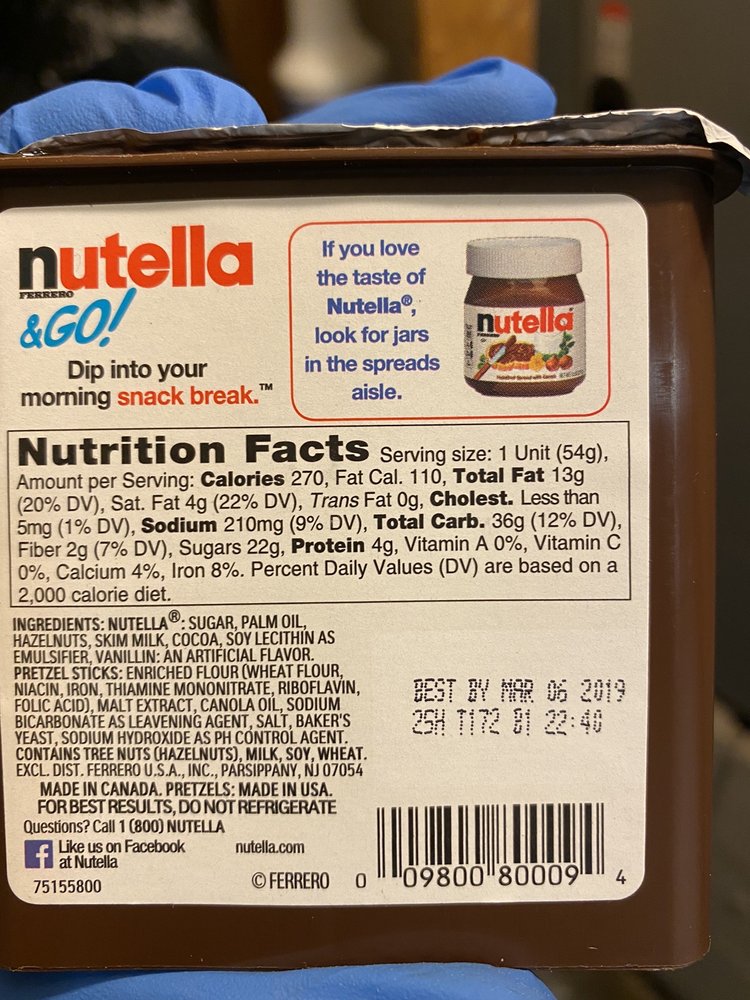 nutella
FERRERO
&GO!
Dip into your
morning snack break.™
If you love
the taste of
Nutella®,
look for jars
in the spreads
aisle.
nutella
Nutrition Facts Serving size: 1 Unit (54g),
Amount per Serving: Calories 270, Fat Cal. 110, Total Fat 13g
(20% DV), Sat. Fat 4g (22% DV), Trans Fat 0g, Cholest. Less than
5mg (1% DV), Sodium 210mg (9% DV), Total Carb. 36g (12% DV),
Fiber 2g (7% DV), Sugars 22g, Protein 4g, Vitamin A 0%, Vitamin C
0%, Calcium 4%, Iron 8%. Percent Daily Values (DV) are based on a
2,000 calorie diet.
INGREDIENTS: NUTELLA®: SUGAR, PALM OIL,
HAZELNUTS, SKIM MILK, COCOA, SOY LECITHIN AS
EMULSIFIER, VANILLIN: AN ARTIFICIAL FLAVOR.
PRETZEL STICKS: ENRICHED FLOUR (WHEAT FLOUR,
NIACIN, IRON, THIAMINE MONONITRATE, RIBOFLAVIN,
FOLIC ACID), MALT EXTRACT, CANOLA OIL, SODIUM
BICARBONATE AS LEAVENING AGENT, SALT, BAKER'S
YEAST, SODIUM HYDROXIDE AS PH CONTROL AGENT.
CONTAINS TREE NUTS (HAZELNUTS), MILK, SOY, WHEAT.
EXCL. DIST. FERRERO U.S.A., INC., PARSIPPANY, NJ 07054
MADE IN CANADA. PRETZELS: MADE IN USA.
FOR BEST RESULTS, DO NOT REFRIGERATE
BEST BY MAR 06 2019
2SH T172 81 22:40
Questions? Call 1 (800) NUTELLA
f Like us on Facebook
at Nutella
nutella.com
75155800
© FERRERO
0 09800 80009 4